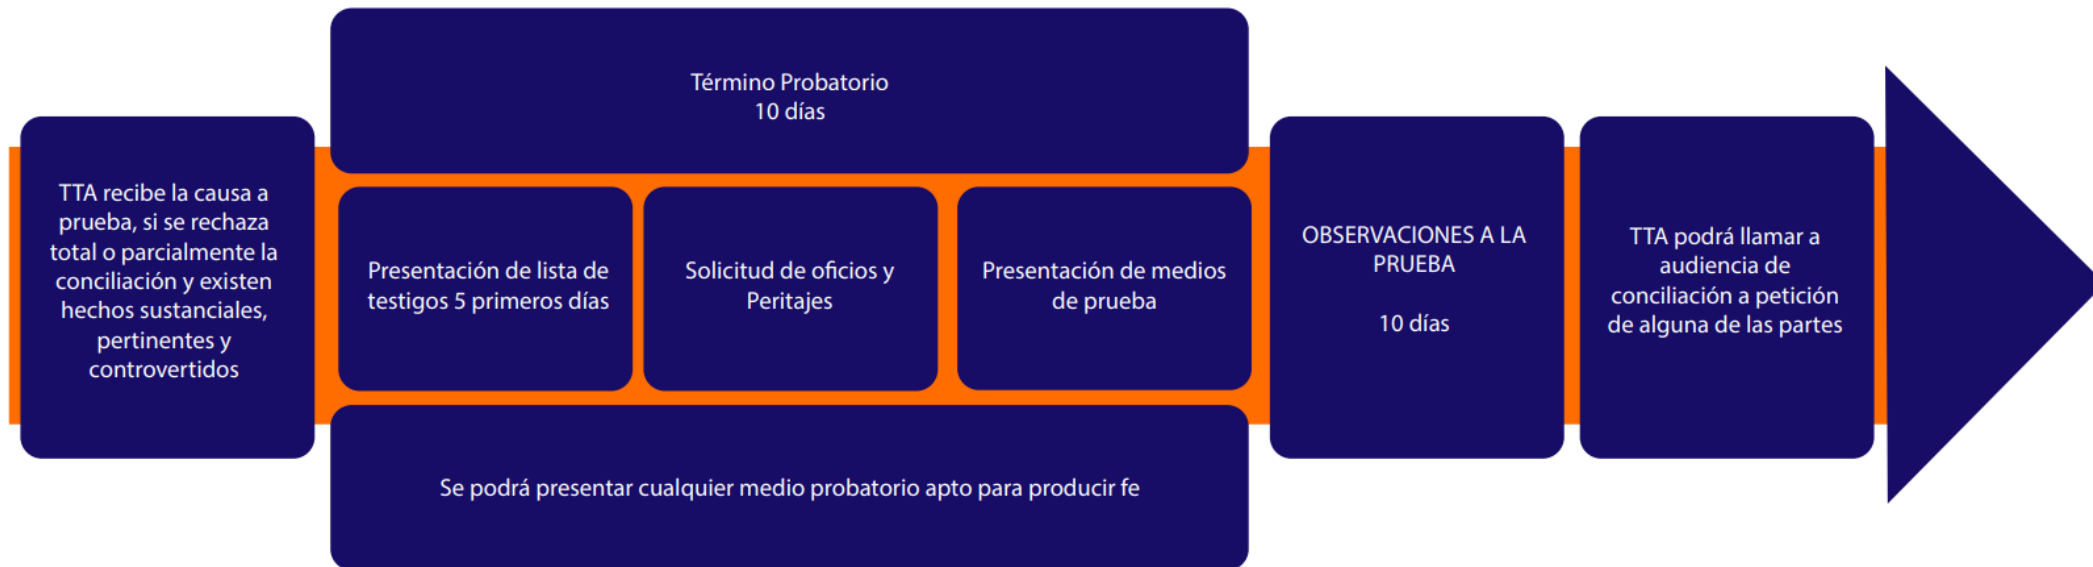 TTA recibe la causa a
prueba, si se rechaza
total o parcialmente la
conciliación y existen
hechos sustanciales,
pertinentes y
controvertidos
Término Probatorio
10 días
Presentación de lista de
testigos 5 primeros días
Solicitud de oficios y
Peritajes
Presentación de medios
de prueba
Se podrá presentar cualquier medio probatorio apto para producir fe
OBSERVACIONES A LA
PRUEBA
10 días
TTA podrá llamar a
audiencia de
conciliación a petición
de alguna de las partes